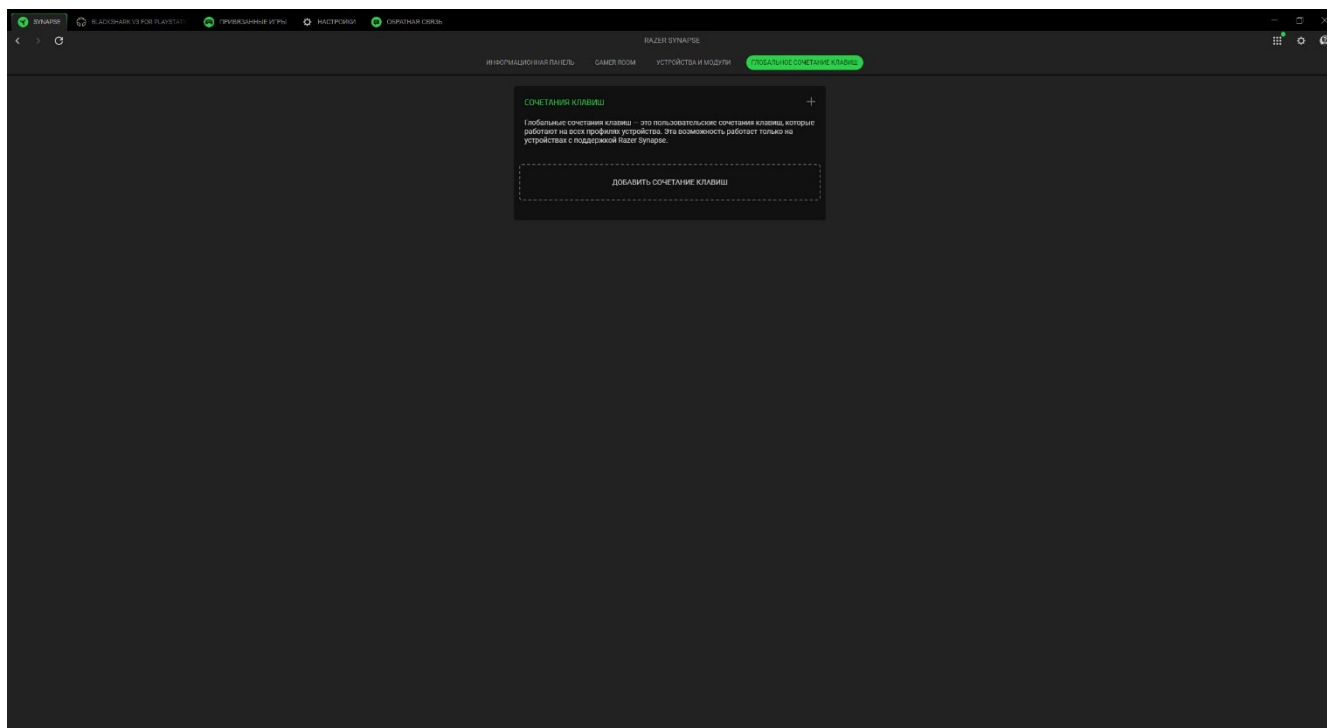 SYNAPSE
BLACKSHARK V3 FOR PLAYSTATI
ПРИВЯЗАННЫЕ ИГРЫ
НАСТРОЙКИ
ОБРАТНАЯ СВЯЗЬ
RAZER SYNAPSE
ИНФОРМАЦИОННАЯ ПАНЕЛЬ
GAMER ROOM
УСТРОЙСТВА И МОДУЛИ
ГЛОБАЛЬНОЕ СОЧЕТАНИЕ КЛАВИШ
СОЧЕТАНИЯ КЛАВИШ
Глобальные сочетания клавиш — это пользовательские сочетания клавиш, которые
работают на всех профилях устройства. Эта возможность работает только на
устройствах с поддержкой Razer Synapse.
ДОБАВИТЬ СОЧЕТАНИЕ КЛАВИШ